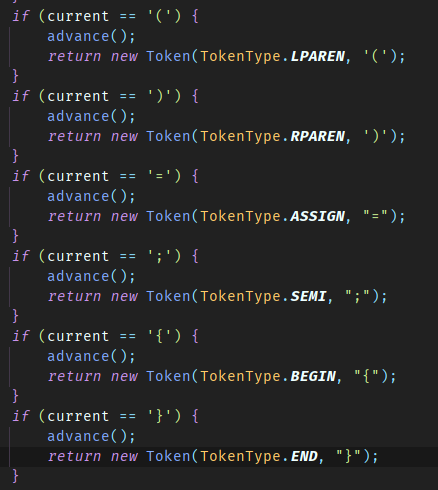 }
if (current == '(') {
    advance();
    return new Token(TokenType.LPAREN, '(');
}
if (current == ')') {
    advance();
    return new Token(TokenType.RPAREN, ')');
}
if (current == '=') {
    advance();
    return new Token(TokenType.ASSIGN, "=");
}
if (current == ';') {
    advance();
    return new Token(TokenType.SEMI, ";");
}
if (current == '{') {
    advance();
    return new Token(TokenType.BEGIN, "{");
}
if (current == '}') {
    advance();
    return new Token(TokenType.END, "}");
}